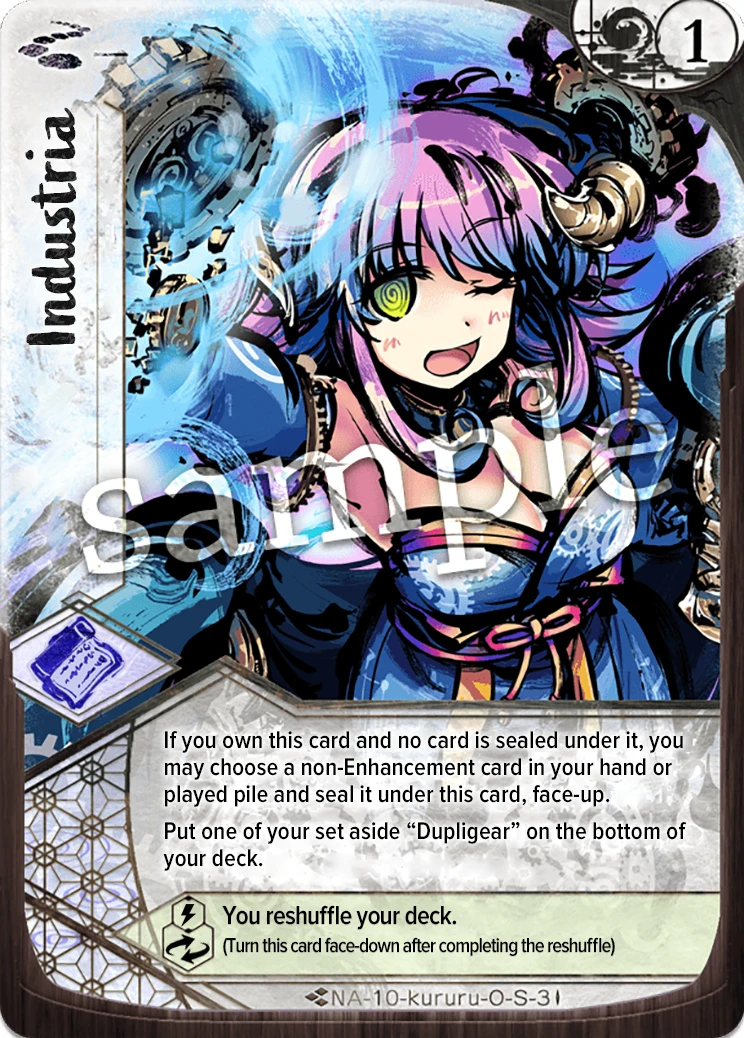 1
Industria
sample
If you own this card and no card is sealed under it, you
may choose a non-Enhancement card in your hand or
played pile and seal it under this card, face-up.
Put one of your set aside “Dupligear” on the bottom of
your deck.
You reshuffle your deck.
(Turn this card face-down after completing the reshuffle)
NA-10-kururu-O-S-3